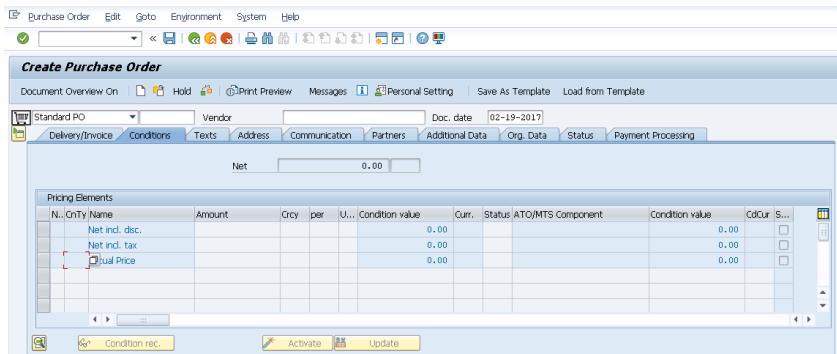 Purchase Order Edit Goto Environment System Help
Create Purchase Order
Document Overview On Hold Print Preview Messages Personal Setting Save As Template Load from Template
Standard PO Vendor Doc. date 02-19-2017
Delivery/Invoice Conditions Texts Address Communication Partners Additional Data Org. Data Status Payment Processing
Net 0.00
Pricing Elements
N.. CnTy Name Amount Crcy per U... Condition value Curr. Status ATO/MTS Component Condition value CdCur S...
Net incl. disc. 0.00 0.00
Net incl. tax 0.00 0.00
tual Price 0.00 0.00
Condition rec. Activate Update